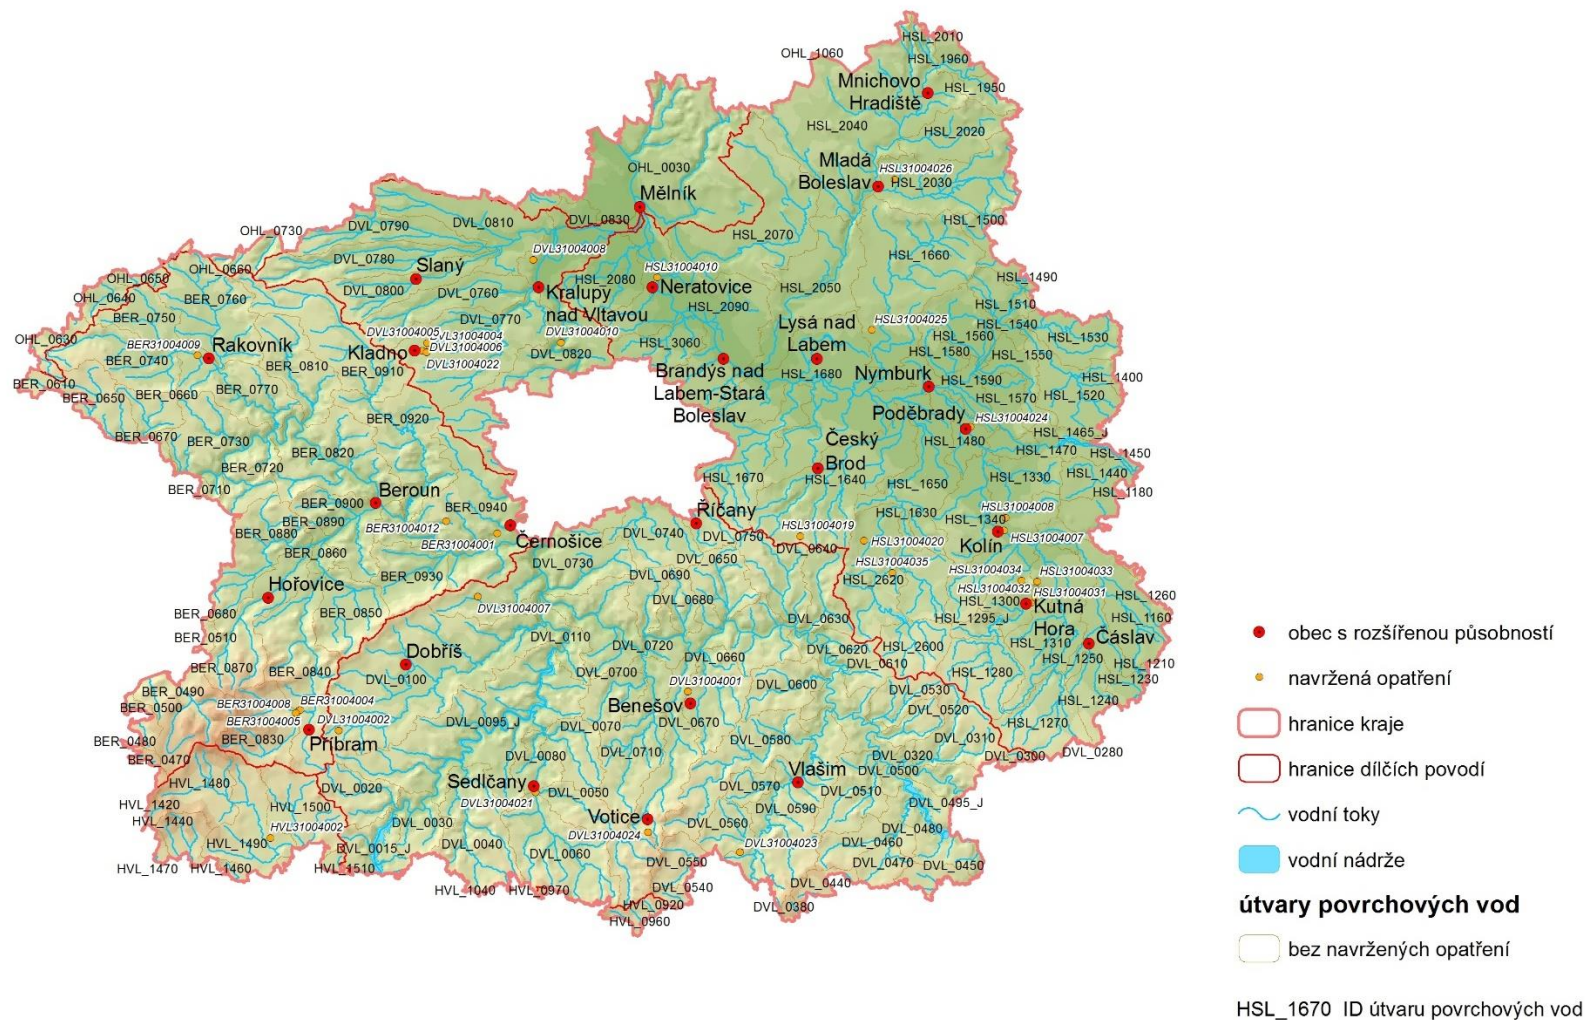 HSL_2010
OHL_1060
HSL_1960
Mnichovo
Hradiště
HSL_1950
HSL_2040
HSL_2020
Mladá
Boleslav
HSL31004026
HSL_2030
OHL_0030
Mělník
HSL_1500
DVL_0790
DVL_0810
DVL_0830
OHL_0730
HSL_2070
DVL_0780
DVL31004008
HSL_1660
OHL_0660
OHL_0650
Slaný
HSL_2080
HSL31004010
HSL_1490
OHL_0640
BER_0760
DVL_0800
DVL_0760
Kralupy
nad Vltavou
Neratovice
HSL_2050
HSL_2090
HSL_1510
BER_0750
DVL_0770
Lysá nad
Labem
HSL31004025
HSL_1540
OHL_0630
BER31004009
Rakovník
DVL31004005
DVL31004004
DVL31004006
DVL31004010
HSL_3060
HSL_1560
HSL_1530
BER_0740
Kladno
DVL31004022
DVL_0820
HSL_1580
HSL_1550
BER_0810
BER_0910
Brandýs nad
Labem-Stará
Boleslav
HSL_1680
Nymburk
HSL_1590
HSL_1400
BER_0610
BER_0650
BER_0660
BER_0770
HSL_1570
HSL_1520
BER_0920
Poděbrady
HSL31004024
BER_0670
BER_0730
Český
Brod
HSL_1480
HSL_1465_J
BER_0820
HSL_1470
HSL_1450
BER_0720
HSL_1670
HSL_1640
HSL_1650
HSL_1330
HSL_1440
BER_0710
Beroun
HSL_1180
BER_0900
BER_0940
Říčany
HSL_1630
HSL31004008
BER_0890
BER31004012
HSL_1340
BER_0880
BER31004001
Černošice
DVL_0740
DVL_0750
HSL31004019
HSL31004020
Kolín
HSL31004007
BER_0860
DVL_0730
DVL_0650
DVL_0640
BER_0930
DVL_0690
HSL31004035
HSL_2620
HSL31004034
HSL31004033
Hořovice
DVL31004007
DVL_0680
HSL31004032
HSL31004031
BER_0680
BER_0850
DVL_0630
HSL_1300
Kutná
Hora
HSL_1260
BER_0510
DVL_0110
HSL_1295_J
HSL_1160
Dobříš
DVL_0720
DVL_0620
HSL_2600
HSL_1310
Čáslav
BER_0870
BER_0840
DVL_0100
DVL_0700
DVL_0660
DVL_0610
HSL_1280
HSL_1250
HSL_1210
BER_0490
DVL31004001
DVL_0600
DVL_0530
HSL_1230
BER_0500
BER31004008
BER31004004
Benešov
DVL_0520
HSL_1240
BER31004005
DVL31004002
DVL_0095_J
DVL_0070
DVL_0670
HSL_1270
BER_0480
BER_0830
Příbram
DVL_0580
DVL_0310
BER_0470
DVL_0710
DVL_0320
DVL_0300
DVL_0280
HVL_1480
DVL_0080
Vlašim
DVL_0500
DVL_0020
Sedlčany
DVL_0050
DVL_0570
DVL_0510
HVL_1420
HVL_1500
DVL31004021
DVL_0590
DVL_0495_J
HVL_1440
DVL_0030
Votice
DVL_0560
DVL_0480
HVL31004002
DVL31004024
HVL_1490
DVL_0015_J
DVL_0040
DVL_0060
DVL31004023
DVL_0460
HVL_1470
HVL_1460
HVL_1510
DVL_0550
DVL_0470
DVL_0450
HVL_1040
HVL_0970
DVL_0540
DVL_0440
HVL_0920
DVL_0380
HVL_0960
obec s rozšířenou působností
navržená opatření
hranice kraje
hranice dílčích povodí
vodní toky
vodní nádrže
útvary povrchových vod
bez navržených opatření
HSL_1670 ID útvaru povrchových vod